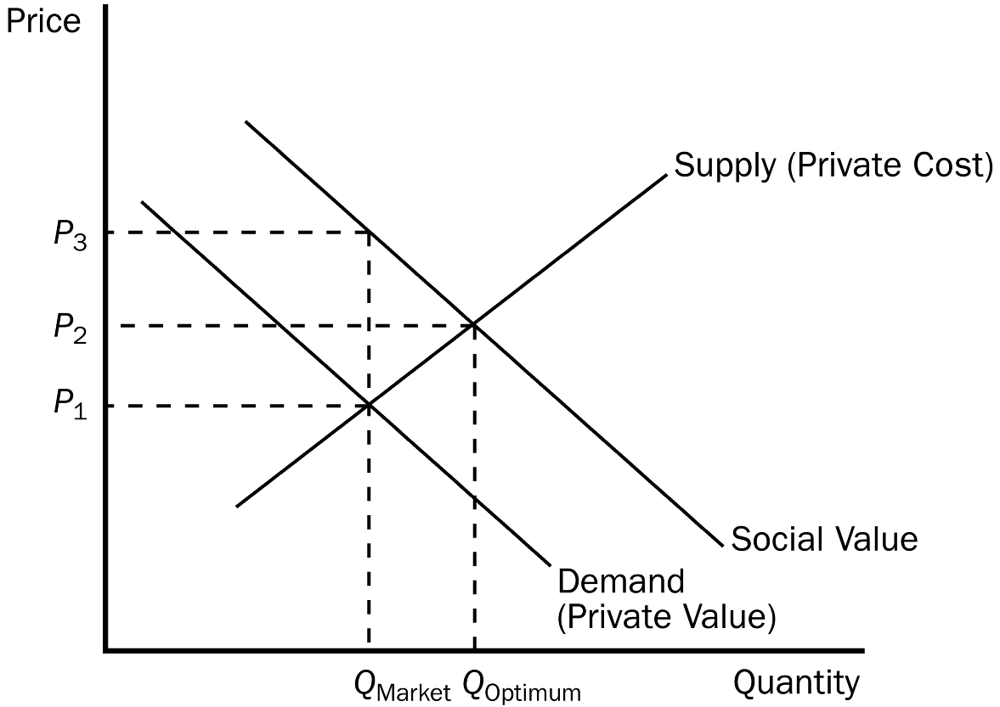 Price
Supply (Private Cost)
P3
P2
P1
Social Value
Demand
(Private Value)
QMarket QOptimum Quantity